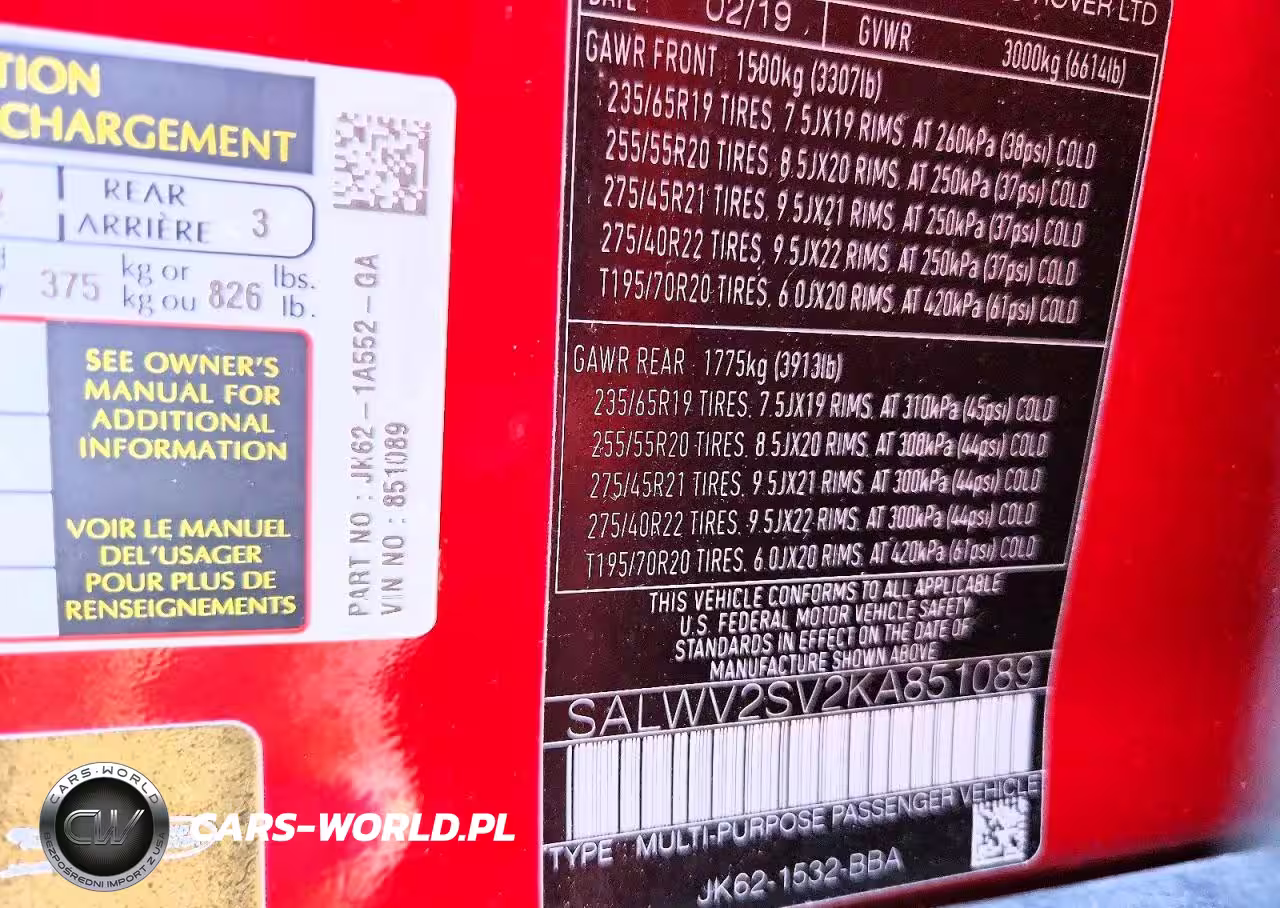 TION
CHARGEMENT
REAR
ARRIÈRE 3
375 kg or 826 lbs.
kg ou lb.
SEE OWNER'S
MANUAL FOR
ADDITIONAL
INFORMATION
VOIR LE MANUEL
DEL'USAGER
POUR PLUS DE
RENSEIGNEMENTS
PART NO : JK62-1A552-GA
VIN NO : 851089
ROVER LTD
DATE : 02/19
GVWR 3000kg (6614lb)
GAWR FRONT 1500kg (3307lb)
235/65R19 TIRES, 7.5JX19 RIMS, AT 260kPa (38psi) COLD
255/55R20 TIRES, 8.5JX20 RIMS, AT 250kPa (37psi) COLD
275/45R21 TIRES, 9.5JX21 RIMS, AT 250kPa (37psi) COLD
275/40R22 TIRES, 9.5JX22 RIMS, AT 250kPa (37psi) COLD
T195/70R20 TIRES, 6.0JX20 RIMS, AT 420kPa (61psi) COLD
GAWR REAR : 1775kg (3913lb)
235/65R19 TIRES, 7.5JX19 RIMS, AT 310kPa (45psi) COLD
255/55R20 TIRES, 8.5JX20 RIMS, AT 300kPa (44psi) COLD
275/45R21 TIRES, 9.5JX21 RIMS, AT 300kPa (44psi) COLD
275/40R22 TIRES, 9.5JX22 RIMS, AT 300kPa (44psi) COLD
T195/70R20 TIRES, 6.0JX20 RIMS, AT 420kPa (61psi) COLD
THIS VEHICLE CONFORMS TO ALL APPLICABLE
U.S. FEDERAL MOTOR VEHICLE SAFETY
STANDARDS IN EFFECT ON THE DATE OF
MANUFACTURE SHOWN ABOVE
SALWV2SV2KA851089
TYPE : MULTI-PURPOSE PASSENGER VEHICLE
JK62-1532-BBA
CARS-WORLD
CW
BEZPOŚREDNI IMPORT Z USA
CARS-WORLD.PL